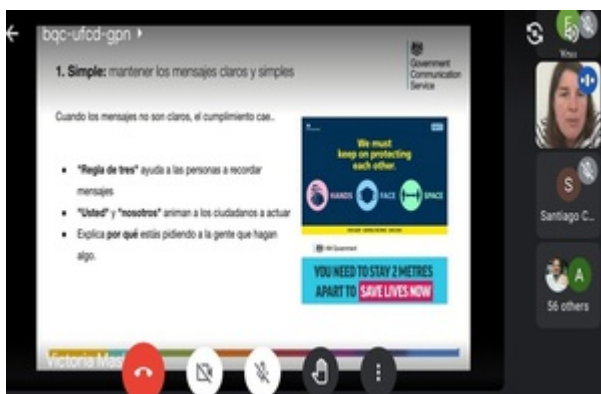 bqc-ufcd-gpn
1. Simple: mantener los mensajes claros y simples
Government
Communication
Service
Cuando los mensajes no son claros, el cumplimiento cae..
"Regla de tres" ayuda a las personas a recordar
mensajes
"Usted" y "nosotros" animan a los ciudadanos a actuar
Explica por qué estás pidiendo a la gente que hagan
algo.
We must
keep on protecting
each other.
HANDS
FACE
SPACE
HM Government
YOU NEED TO STAY 2 METRES
APART TO SAVE LIVES NOW
Victoria
E
You
S
Santiago C...
A
56 others